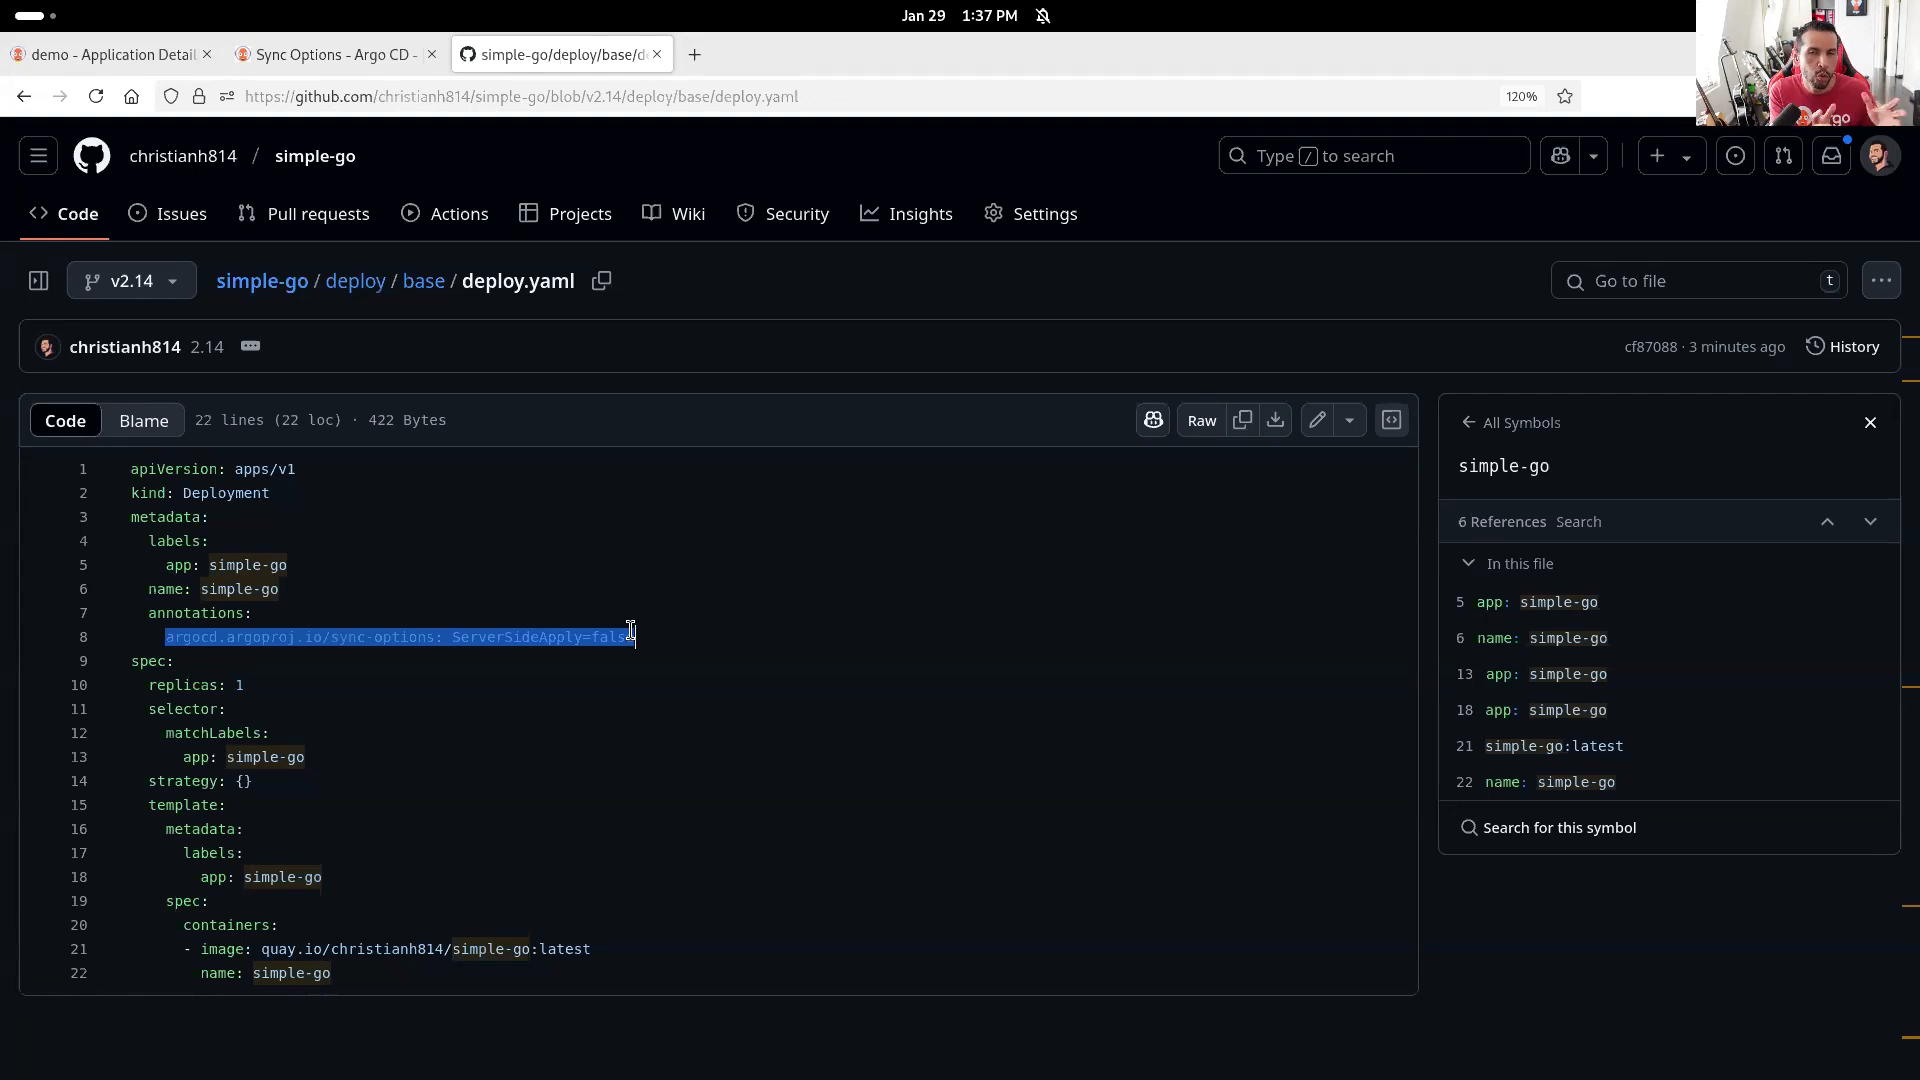 Jan 29 1:37 PM
demo - Application Detail
Sync Options - Argo CD -
simple-go/deploy/base/de
https://github.com/christianh814/simple-go/blob/v2.14/deploy/base/deploy.yaml
120%
christianh814 / simple-go
Type / to search
Code
Issues
Pull requests
Actions
Projects
Wiki
Security
Insights
Settings
v2.14
simple-go / deploy / base / deploy.yaml
Go to file
t
christianh814 2.14
cf87088 · 3 minutes ago
History
Code
Blame
22 lines (22 loc) · 422 Bytes
Raw
1 apiVersion: apps/v1
2 kind: Deployment
3 metadata:
4 labels:
5 app: simple-go
6 name: simple-go
7 annotations:
8 argocd.argoproj.io/sync-options: ServerSideApply=fals
9 spec:
10 replicas: 1
11 selector:
12 matchLabels:
13 app: simple-go
14 strategy: {}
15 template:
16 metadata:
17 labels:
18 app: simple-go
19 spec:
20 containers:
21 - image: quay.io/christianh814/simple-go:latest
22 name: simple-go
All Symbols
simple-go
6 References Search
In this file
5 app: simple-go
6 name: simple-go
13 app: simple-go
18 app: simple-go
21 simple-go:latest
22 name: simple-go
Search for this symbol